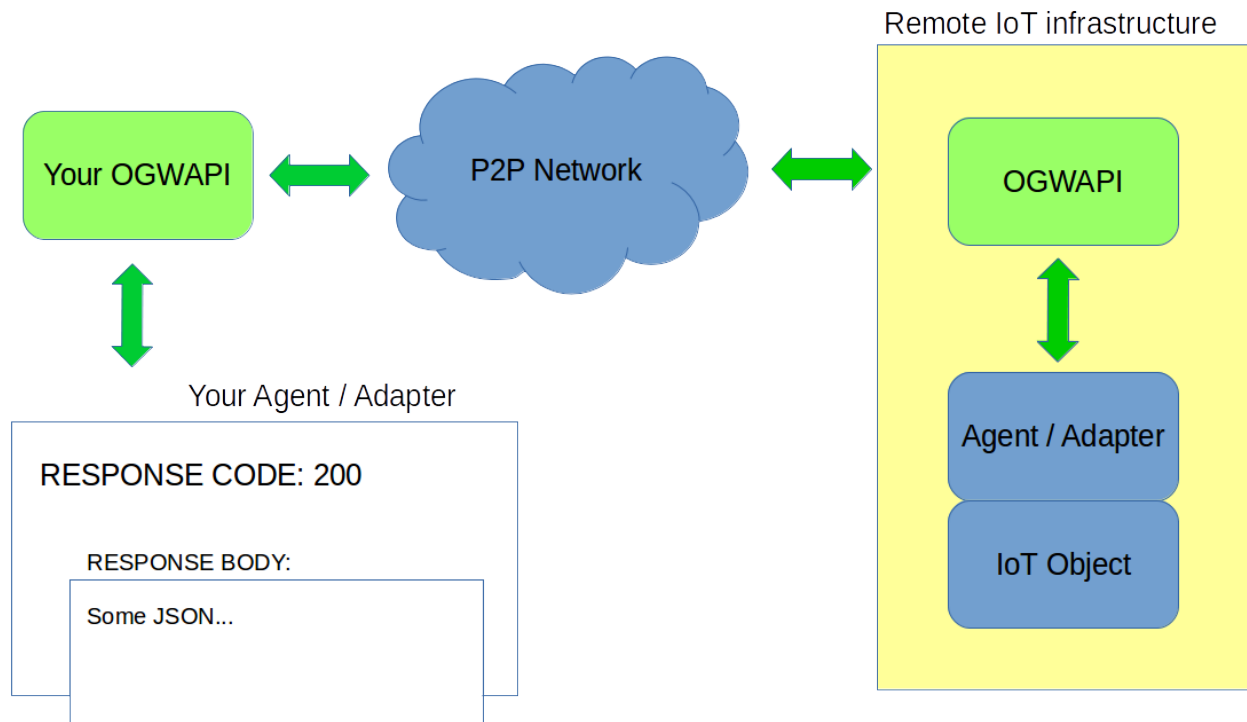 Remote IoT infrastructure
Your OGWAPI
P2P Network
OGWAPI
Your Agent / Adapter
RESPONSE CODE: 200
RESPONSE BODY:
Some JSON...
Agent / Adapter
IoT Object